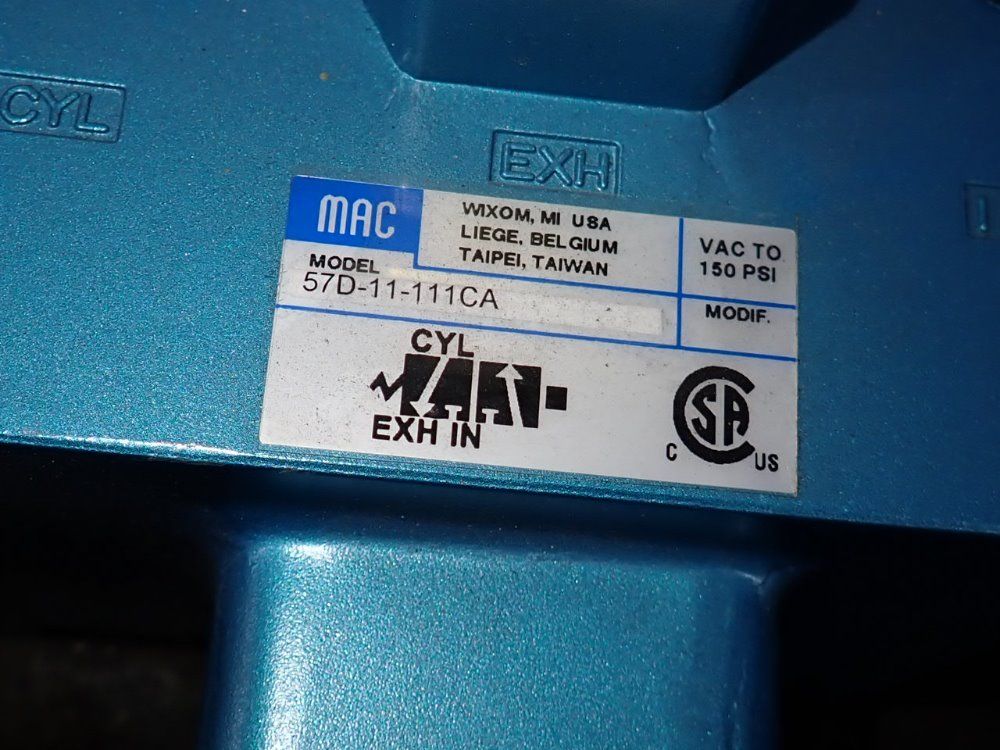 CYL
EXH
MAC
WIXOM, MI USA
LIEGE, BELGIUM
TAIPEI, TAIWAN
VAC TO
150 PSI
MODEL
57D-11-111CA
MODIF.
CYL
EXH IN
CSA
C US